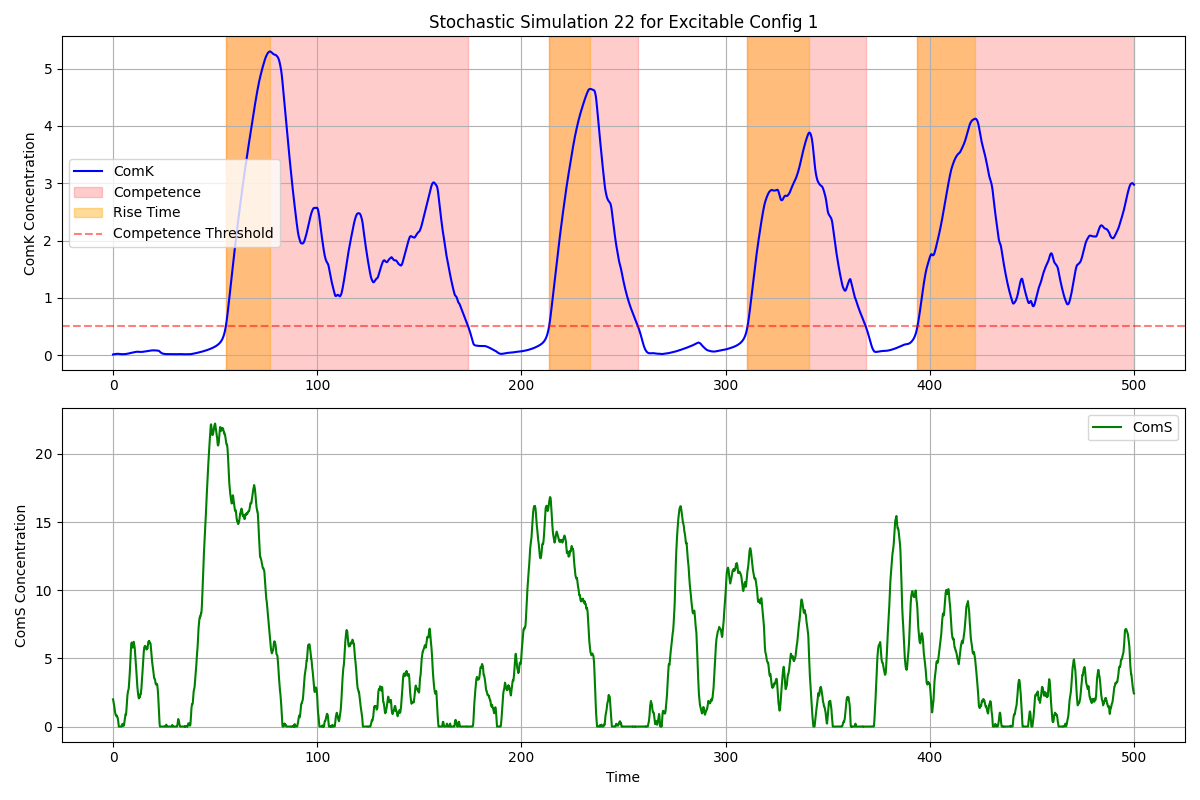 Stochastic Simulation 22 for Excitable Config 1
ComK Concentration
5
4
3
2
1
0
ComK
Competence
Rise Time
Competence Threshold
0 100 200 300 400 500
ComS Concentration
20
15
10
5
0
ComS
0 100 200 300 400 500
Time